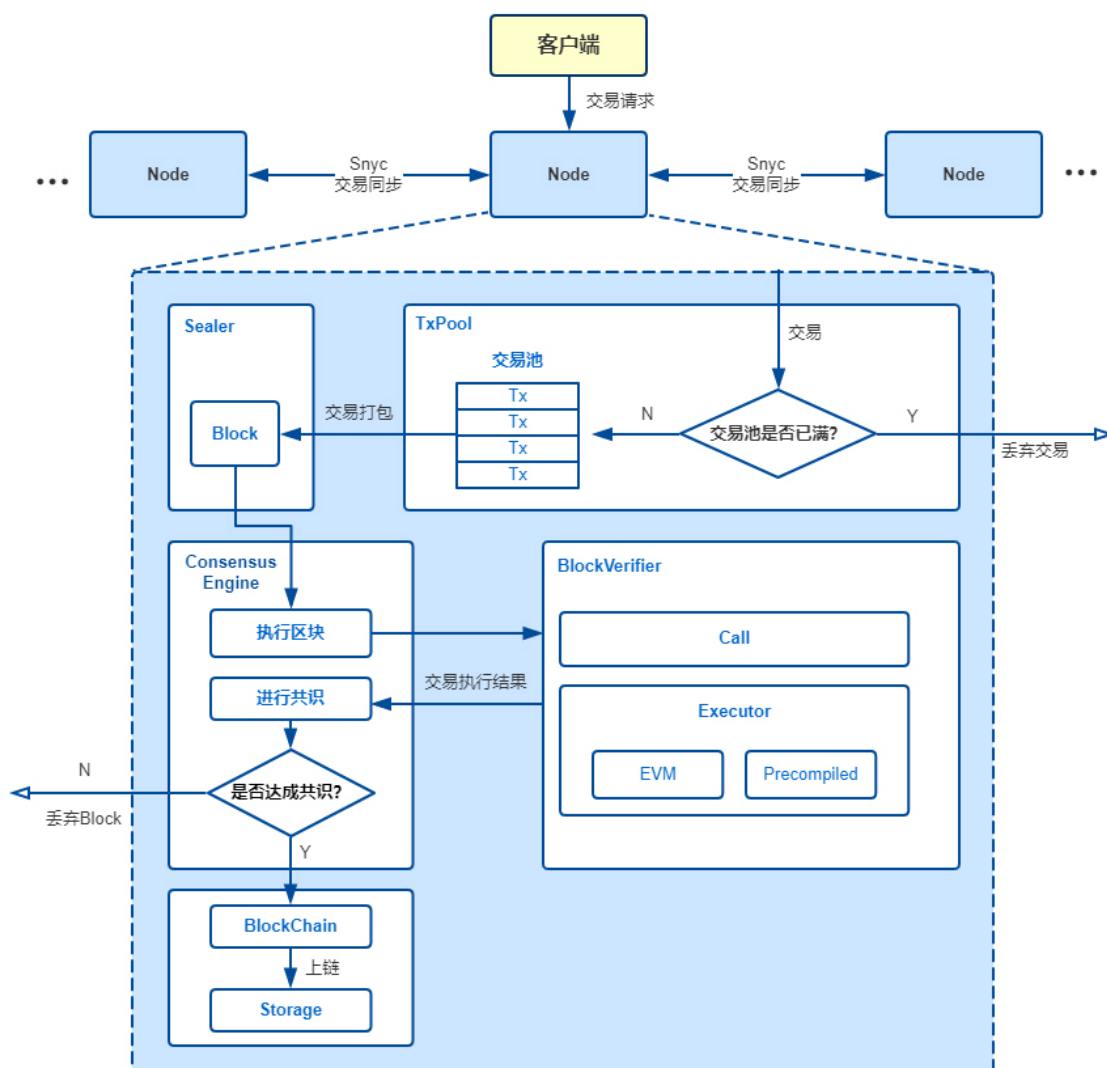 客户端
交易请求
...
Node
Snyc
交易同步
Node
Snyc
交易同步
Node
...
Sealer
TxPool
交易
交易池
Tx
Tx
Tx
Tx
交易打包
Block
N
交易池是否已满?
Y
丢弃交易
Consensus
Engine
BlockVerifier
执行区块
Call
交易执行结果
进行共识
Executor
EVM
Precompiled
N
是否达成共识?
丢弃Block
Y
BlockChain
上链
Storage